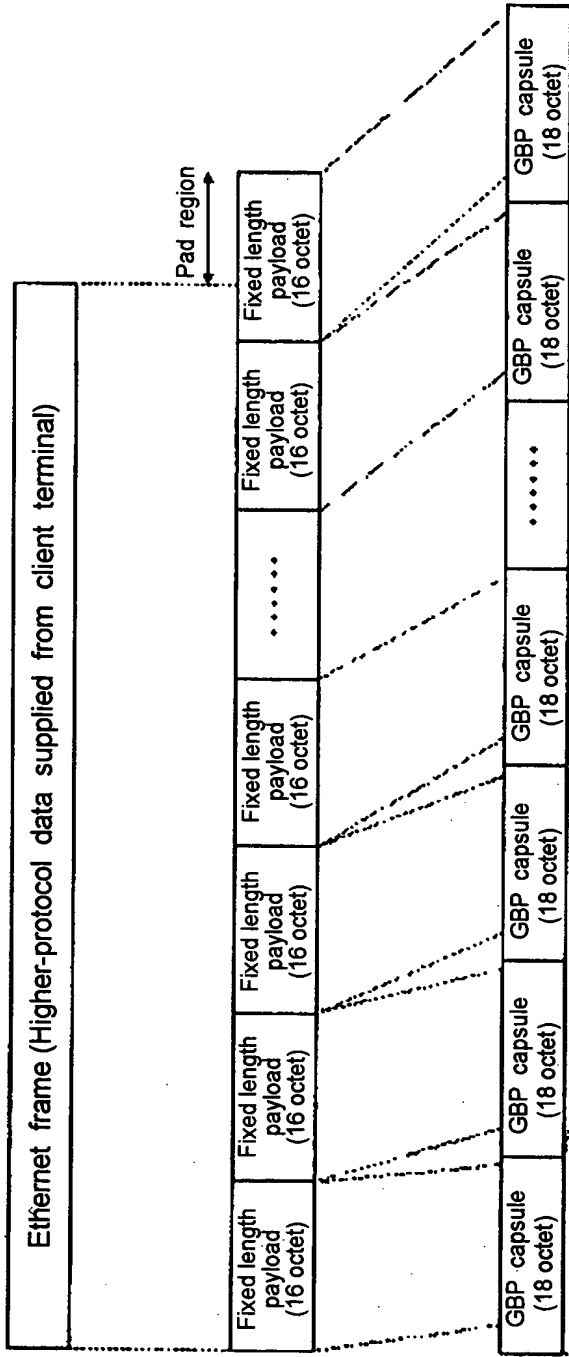 Ethernet frame (Higher-protocol data supplied from client terminal)
Pad region
Fixed length
payload
(16 octet)
Fixed length
payload
(16 octet)
Fixed length
payload
(16 octet)
Fixed length
payload
(16 octet)
......
Fixed length
payload
(16 octet)
Fixed length
payload
(16 octet)
GBP capsule
(18 octet)
GBP capsule
(18 octet)
GBP capsule
(18 octet)
GBP capsule
(18 octet)
......
GBP capsule
(18 octet)
GBP capsule
(18 octet)